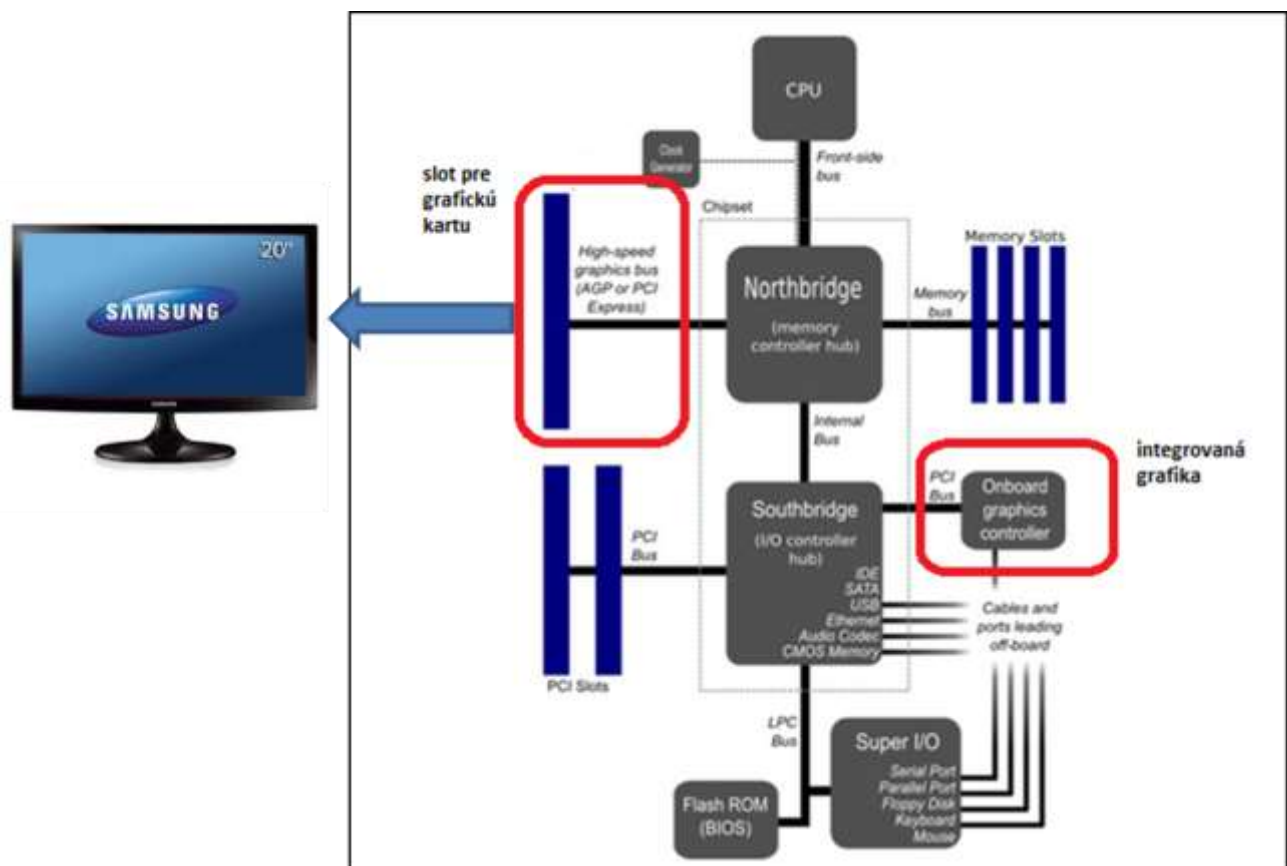 CPU
Clock
Generator
Front-side
bus
slot pre
grafickú
kartu
Chipset
20"
SAMSUNG
High-speed
graphics bus
(AGP or PCI
Express)
Northbridge
(memory
controller hub)
Memory Slots
Memory
bus
Internal
Bus
integrovaná
grafika
PCI
Bus
Onboard
graphics
controller
Southbridge
(I/O controller
hub)
PCI
Bus
IDE
SATA
USB
Ethernet
Audio Codec
CMOS Memory
Cables and
ports leading
off-board
PCI Slots
LPC
Bus
Super I/O
Serial Port
Parallel Port
Floppy Disk
Keyboard
Mouse
Flash ROM
(BIOS)